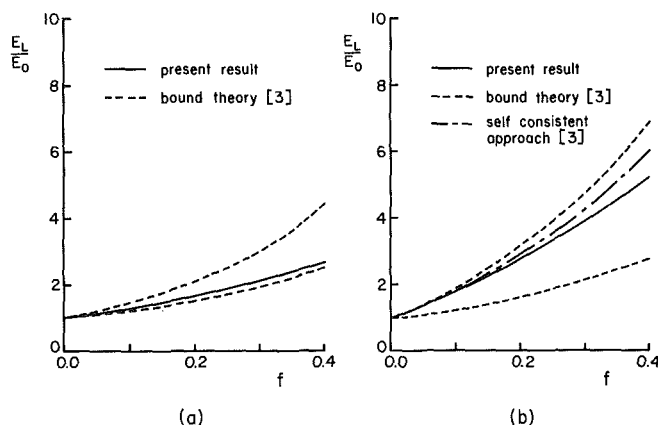 10
8
6
4
2
0
E_L
E_0
present result
bound theory [3]
0.0
0.2
0.4
f
(a)
10
8
6
4
2
0
E_L
E_0
present result
bound theory [3]
self consistent
approach [3]
0.0
0.2
0.4
f
(b)